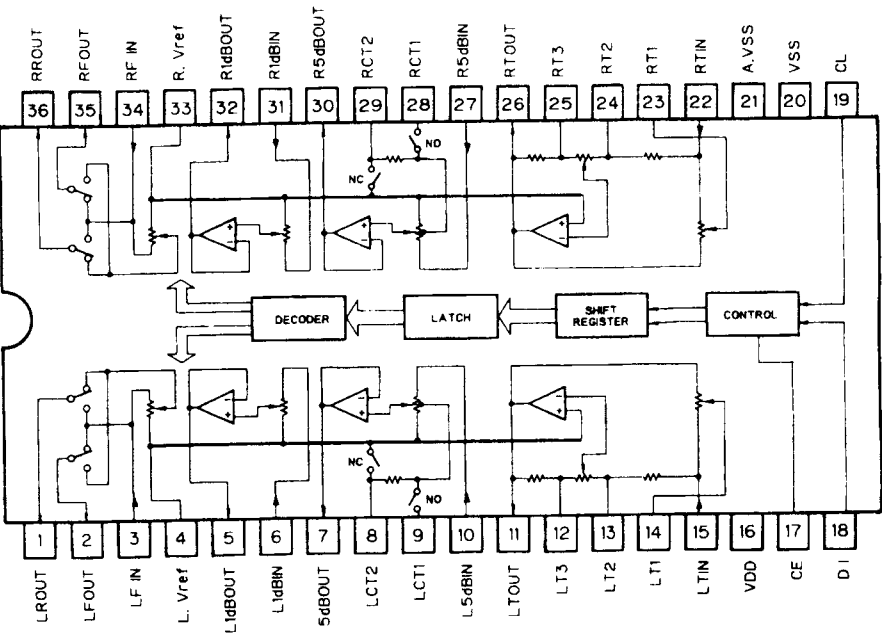 RROUT
RFOUT
RF IN
R. Vref
R1dBOUT
R1dBIN
R5dBOUT
RCT2
RCT1
R5dBIN
RTOUT
RT3
RT2
RT1
RTIN
A.VSS
VSS
CL
36
35
34
33
32
31
30
29
28
27
26
25
24
23
22
21
20
19
NO
NC
DECODER
LATCH
SHIFT
REGISTER
CONTROL
NC
NO
1
2
3
4
5
6
7
8
9
10
11
12
13
14
15
16
17
18
LROUT
LFOUT
LF IN
L. Vref
L1dBOUT
L1dBIN
5dBOUT
LCT2
LCT1
L5dBIN
LTOUT
LT3
LT2
LT1
LTIN
VDD
CE
DI